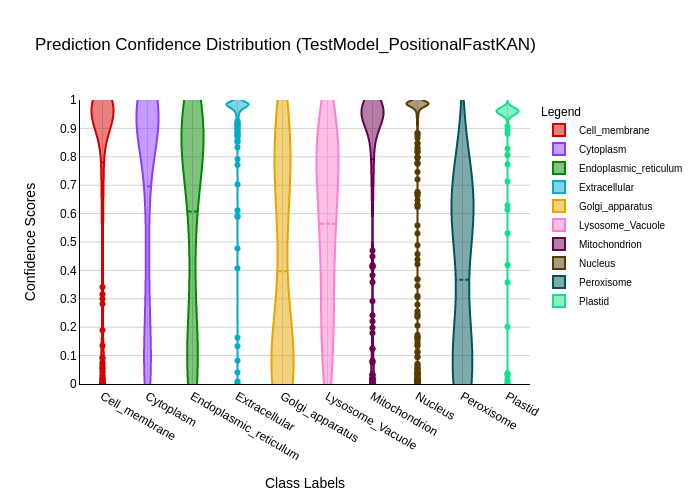 Prediction Confidence Distribution (TestModel_PositionalFastKAN)
Confidence Scores
1
0.9
0.8
0.7
0.6
0.5
0.4
0.3
0.2
0.1
0
Cell_membrane
Cytoplasm
Endoplasmic_reticulum
Extracellular
Golgi_apparatus
Lysosome_Vacuole
Mitochondrion
Nucleus
Peroxisome
Plastid
Class Labels
Legend
Cell_membrane
Cytoplasm
Endoplasmic_reticulum
Extracellular
Golgi_apparatus
Lysosome_Vacuole
Mitochondrion
Nucleus
Peroxisome
Plastid